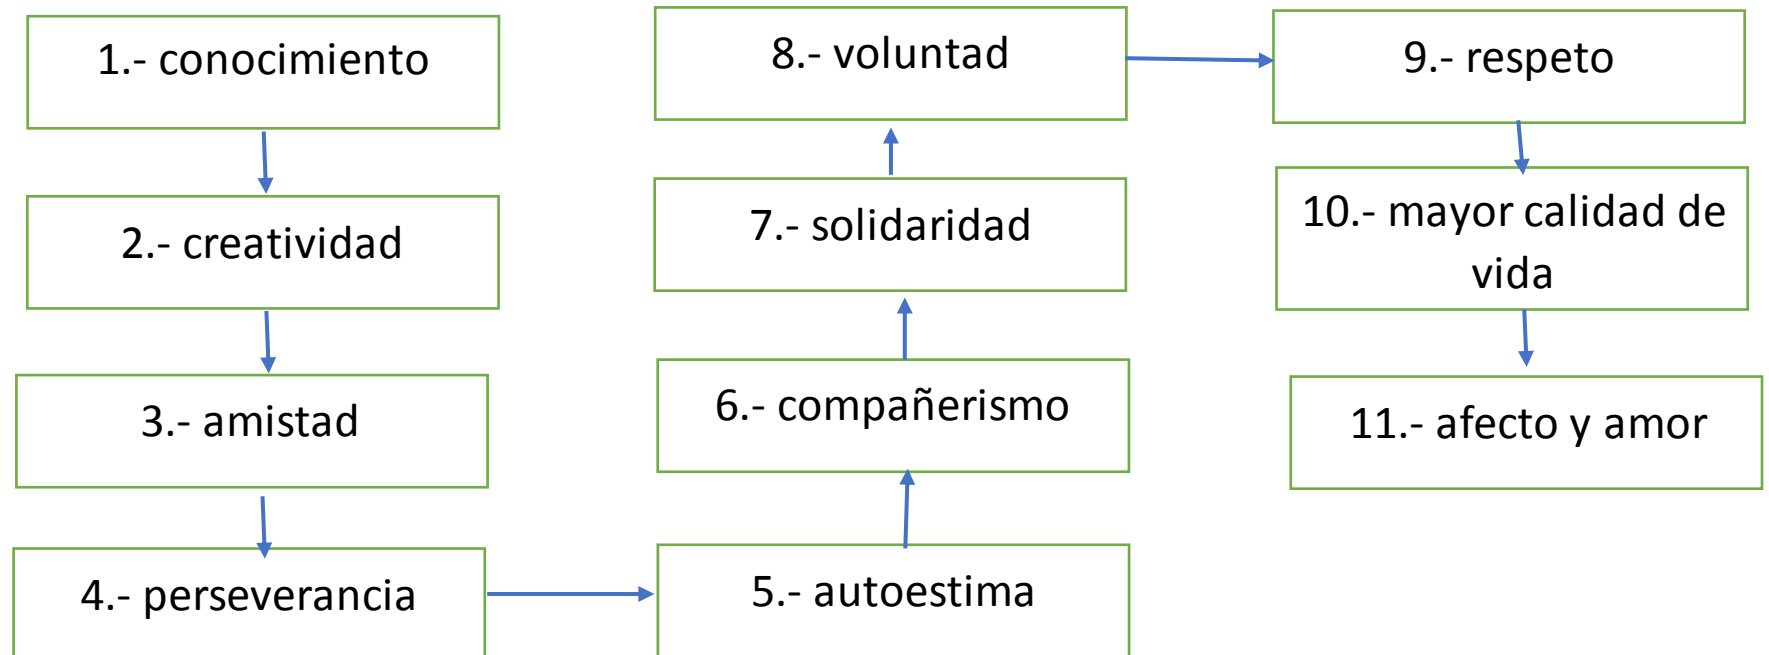 1.- conocimiento
2.- creatividad
3.- amistad
4.- perseverancia
5.- autoestima
6.- compañerismo
7.- solidaridad
8.- voluntad
9.- respeto
10.- mayor calidad de
vida
11.- afecto y amor